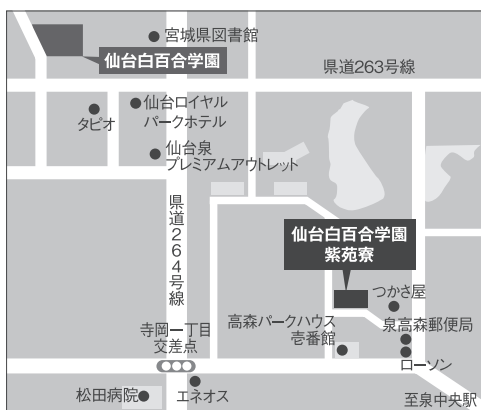 宮城県図書館
仙台白百合学園
県道263号線
仙台ロイヤル
パークホテル
タピオ
仙台泉
プレミアムアウトレット
県道264号線
仙台白百合学園
紫苑寮
つかさ屋
高森パークハウス
壱番館
泉高森郵便局
寺岡一丁目
交差点
ローソン
松田病院
エネオス
至泉中央駅